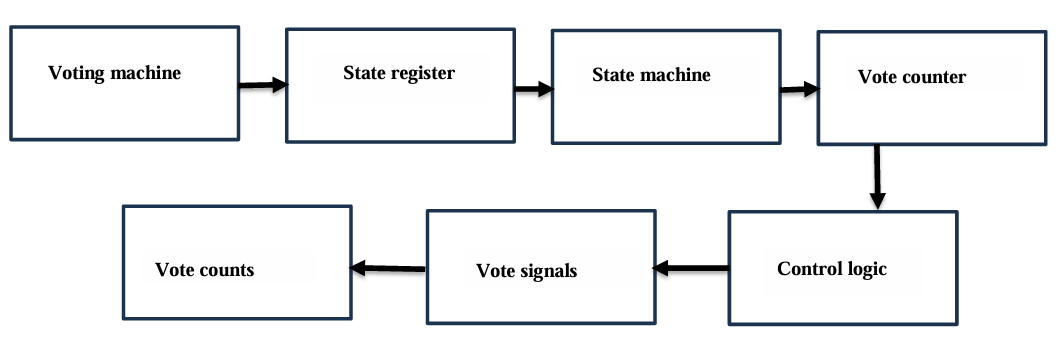 Voting machine
State register
State machine
Vote counter
Vote counts
Vote signals
Control logic